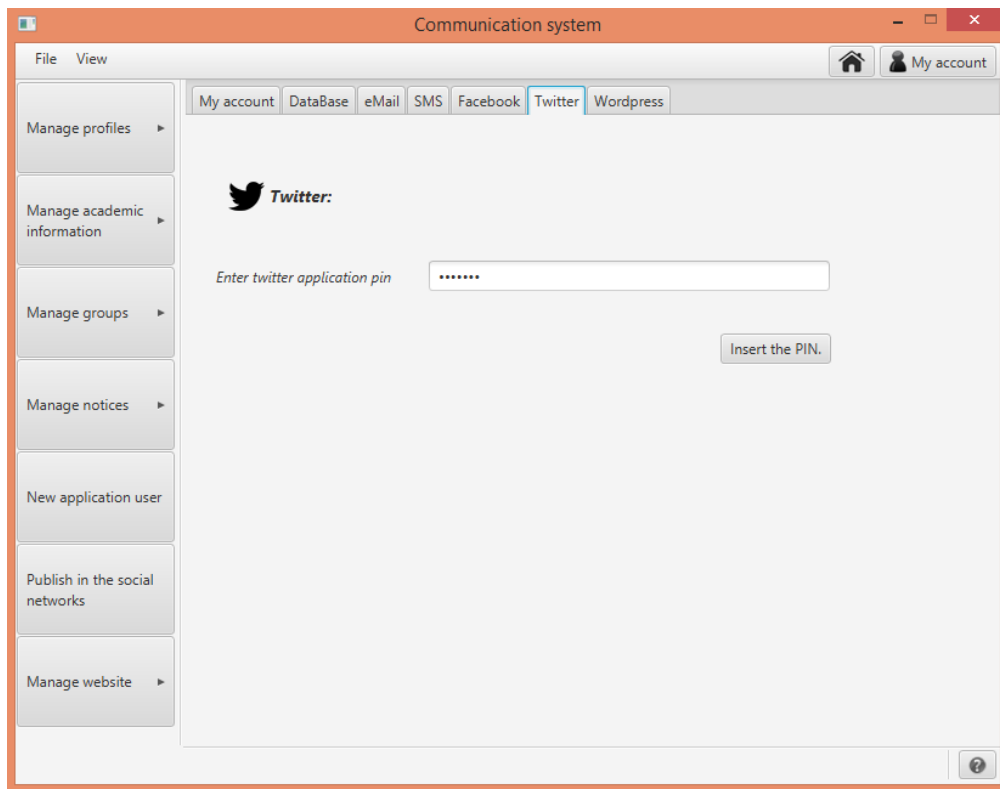 Communication system
File View
My account
My account DataBase eMail SMS Facebook Twitter Wordpress
Manage profiles
Manage academic
information
Manage groups
Manage notices
New application user
Publish in the social
networks
Manage website
Twitter:
Enter twitter application pin
•••••••
Insert the PIN.
?